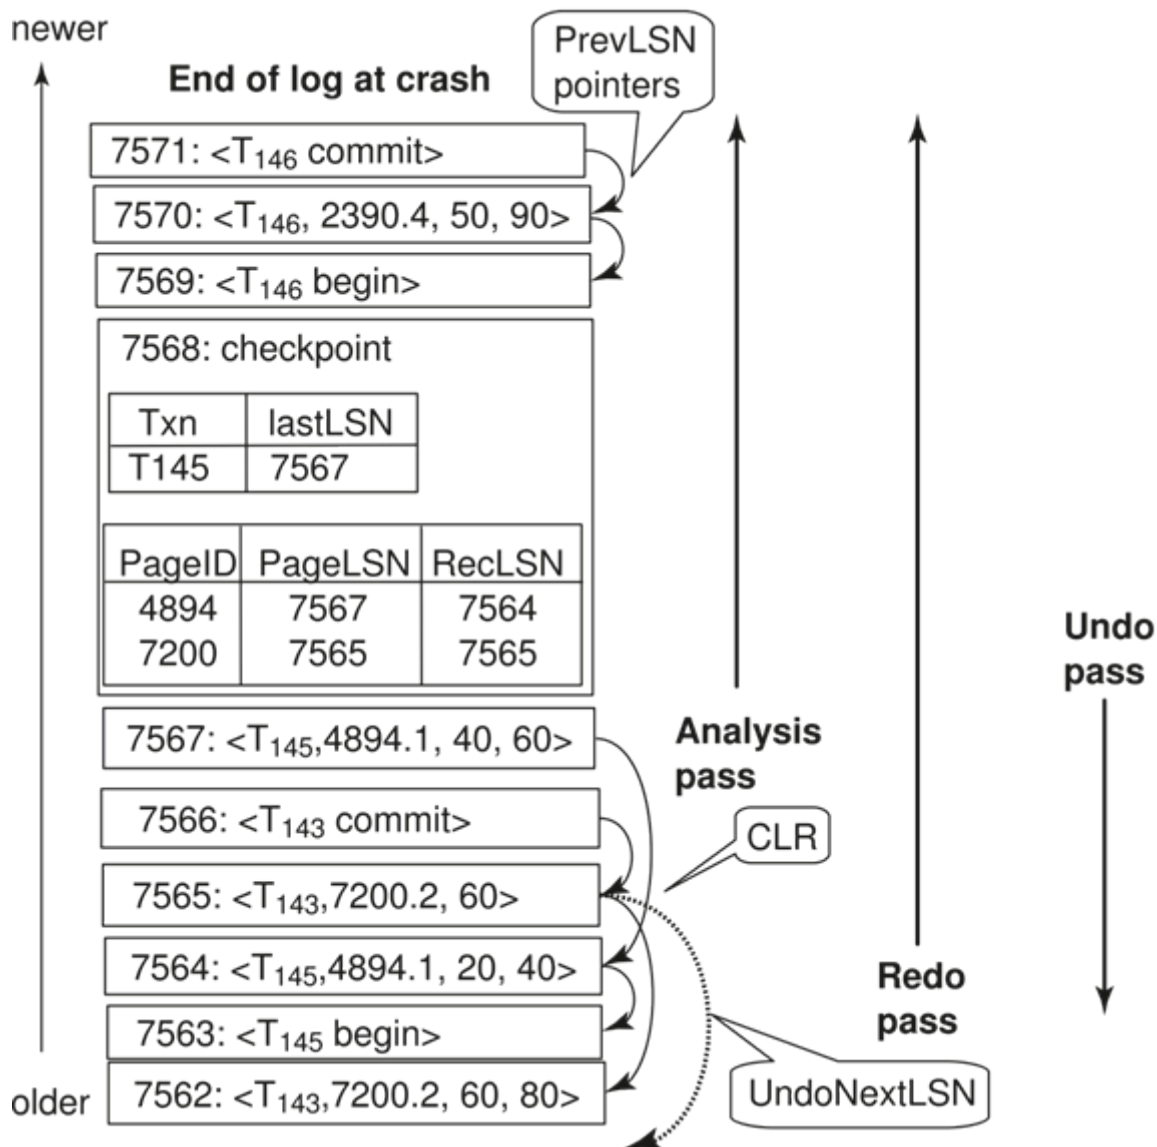 newer
PrevLSN
pointers
End of log at crash
7571: <T146 commit>
7570: <T146, 2390.4, 50, 90>
7569: <T146 begin>
7568: checkpoint
Txn lastLSN
T145 7567
PageID PageLSN RecLSN
4894 7567 7564
7200 7565 7565
Undo
pass
7567: <T145,4894.1, 40, 60>
Analysis
pass
7566: <T143 commit>
CLR
7565: <T143,7200.2, 60>
7564: <T145,4894.1, 20, 40>
Redo
pass
7563: <T145 begin>
older
7562: <T143,7200.2, 60, 80>
UndoNextLSN